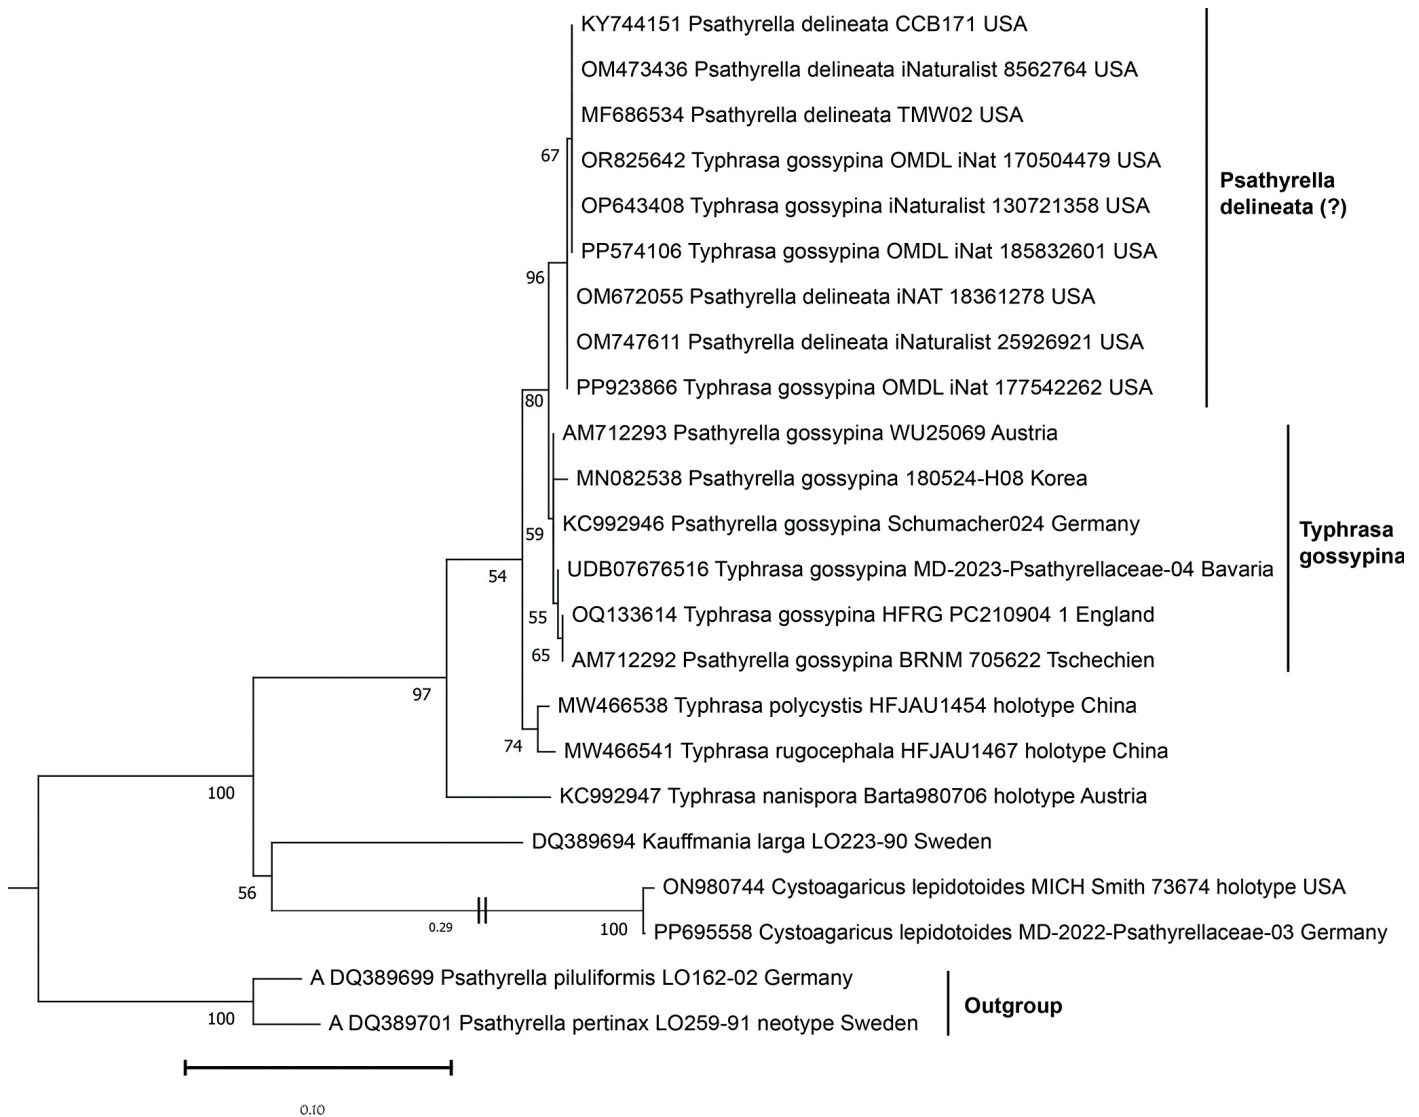 KY744151 Psathyrella delineata CCB171 USA
OM473436 Psathyrella delineata iNaturalist 8562764 USA
MF686534 Psathyrella delineata TMW02 USA
67
OR825642 Typhrasa gossypina OMDL iNat 170504479 USA
Psathyrella
delineata (?)
OP643408 Typhrasa gossypina iNaturalist 130721358 USA
PP574106 Typhrasa gossypina OMDL iNat 185832601 USA
96
OM672055 Psathyrella delineata iNAT 18361278 USA
OM747611 Psathyrella delineata iNaturalist 25926921 USA
PP923866 Typhrasa gossypina OMDL iNat 177542262 USA
80
AM712293 Psathyrella gossypina WU25069 Austria
MN082538 Psathyrella gossypina 180524-H08 Korea
KC992946 Psathyrella gossypina Schumacher024 Germany
59
Typhrasa
gossypina
54
UDB07676516 Typhrasa gossypina MD-2023-Psathyrellaceae-04 Bavaria
55
OQ133614 Typhrasa gossypina HFRG PC210904 1 England
65
AM712292 Psathyrella gossypina BRNM 705622 Tschechien
97
MW466538 Typhrasa polycystis HFJAU1454 holotype China
74
MW466541 Typhrasa rugocephala HFJAU1467 holotype China
100
KC992947 Typhrasa nanispora Barta980706 holotype Austria
DQ389694 Kauffmania larga LO223-90 Sweden
56
ON980744 Cystoagaricus lepidotoides MICH Smith 73674 holotype USA
0.29
100
PP695558 Cystoagaricus lepidotoides MD-2022-Psathyrellaceae-03 Germany
A DQ389699 Psathyrella piluliformis LO162-02 Germany
Outgroup
100
A DQ389701 Psathyrella pertinax LO259-91 neotype Sweden
0.10